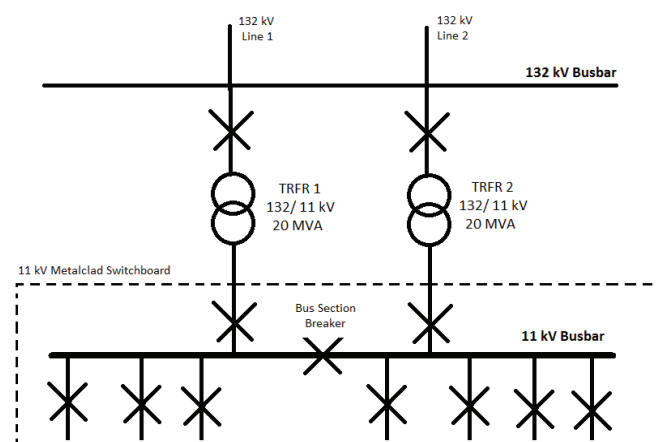 132 kV
Line 1
132 kV
Line 2
132 kV Busbar
TRFR 1
132/ 11 kV
20 MVA
TRFR 2
132/ 11 kV
20 MVA
11 kV Metalclad Switchboard
Bus Section
Breaker
11 kV Busbar